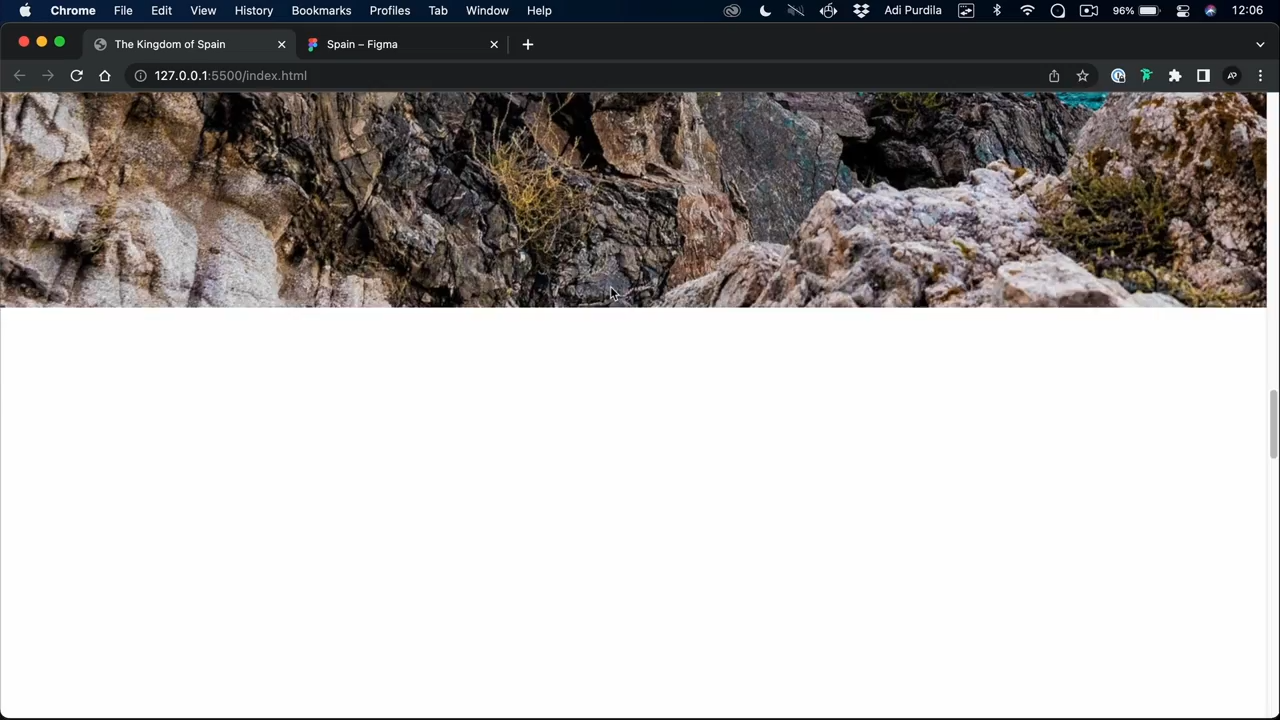 Chrome File Edit View History Bookmarks Profiles Tab Window Help Adi Purdila 96% 12:06
The Kingdom of Spain Spain – Figma
127.0.0.1:5500/index.html AP